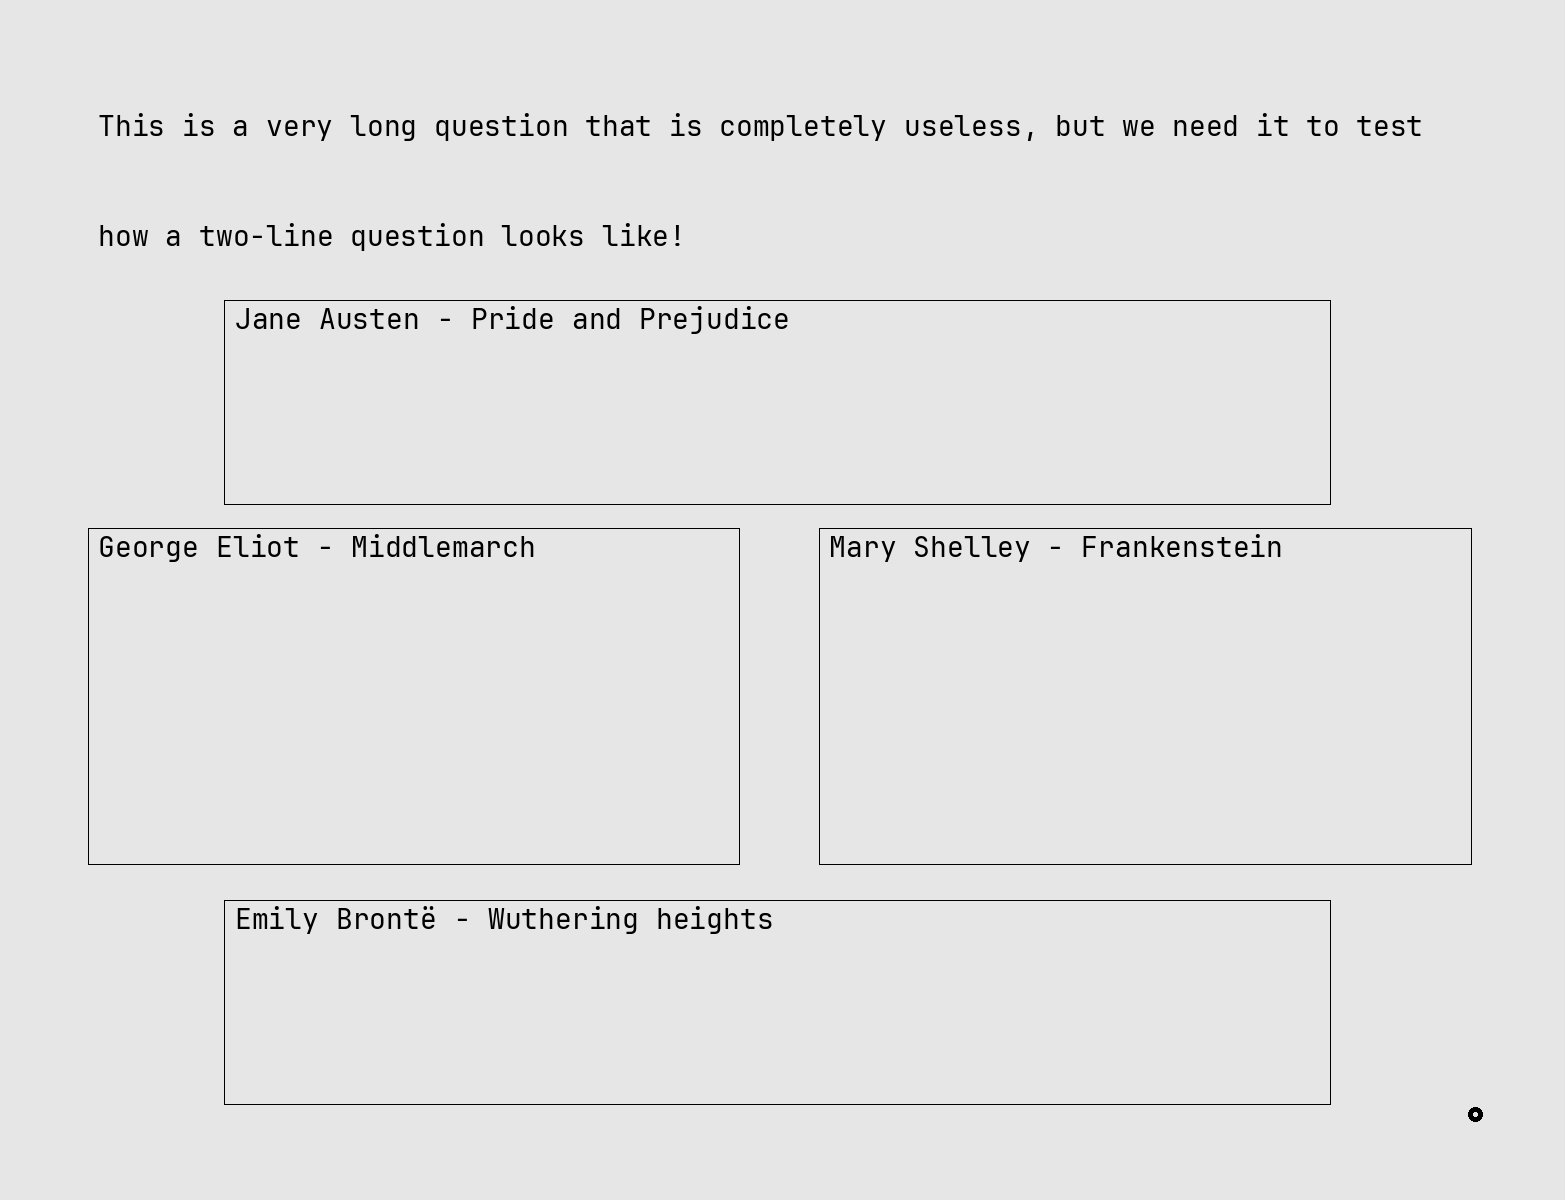 This is a very long question that is completely useless, but we need it to test
how a two-line question looks like!
Jane Austen - Pride and Prejudice
George Eliot - Middlemarch
Mary Shelley - Frankenstein
Emily Brontë - Wuthering heights